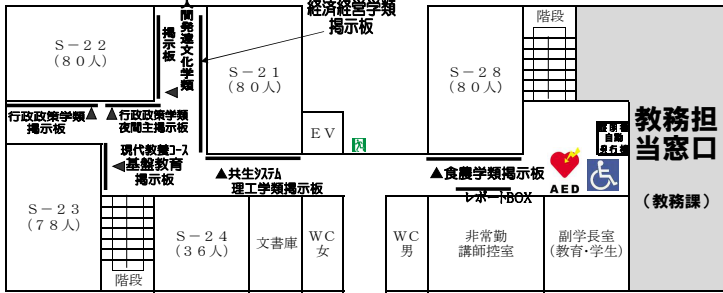 人間発達文化学類
掲示板
経済経営学類
掲示板
階段
S－22
（80人）
S－21
（80人）
S－28
（80人）
行政政策学類
掲示板
▲
▲行政政策学類
夜間主掲示板
EV
自動
教務担
当窓口
（教務課）
現代教養コース
◀基盤教育
掲示板
▲共生システム
理工学類掲示板
▲食農学類掲示板
レポートBOX
AED
S－23
（78人）
階段
S－24
（36人）
文書庫
WC
女
WC
男
非常勤
講師控室
副学長室
（教育・学生）